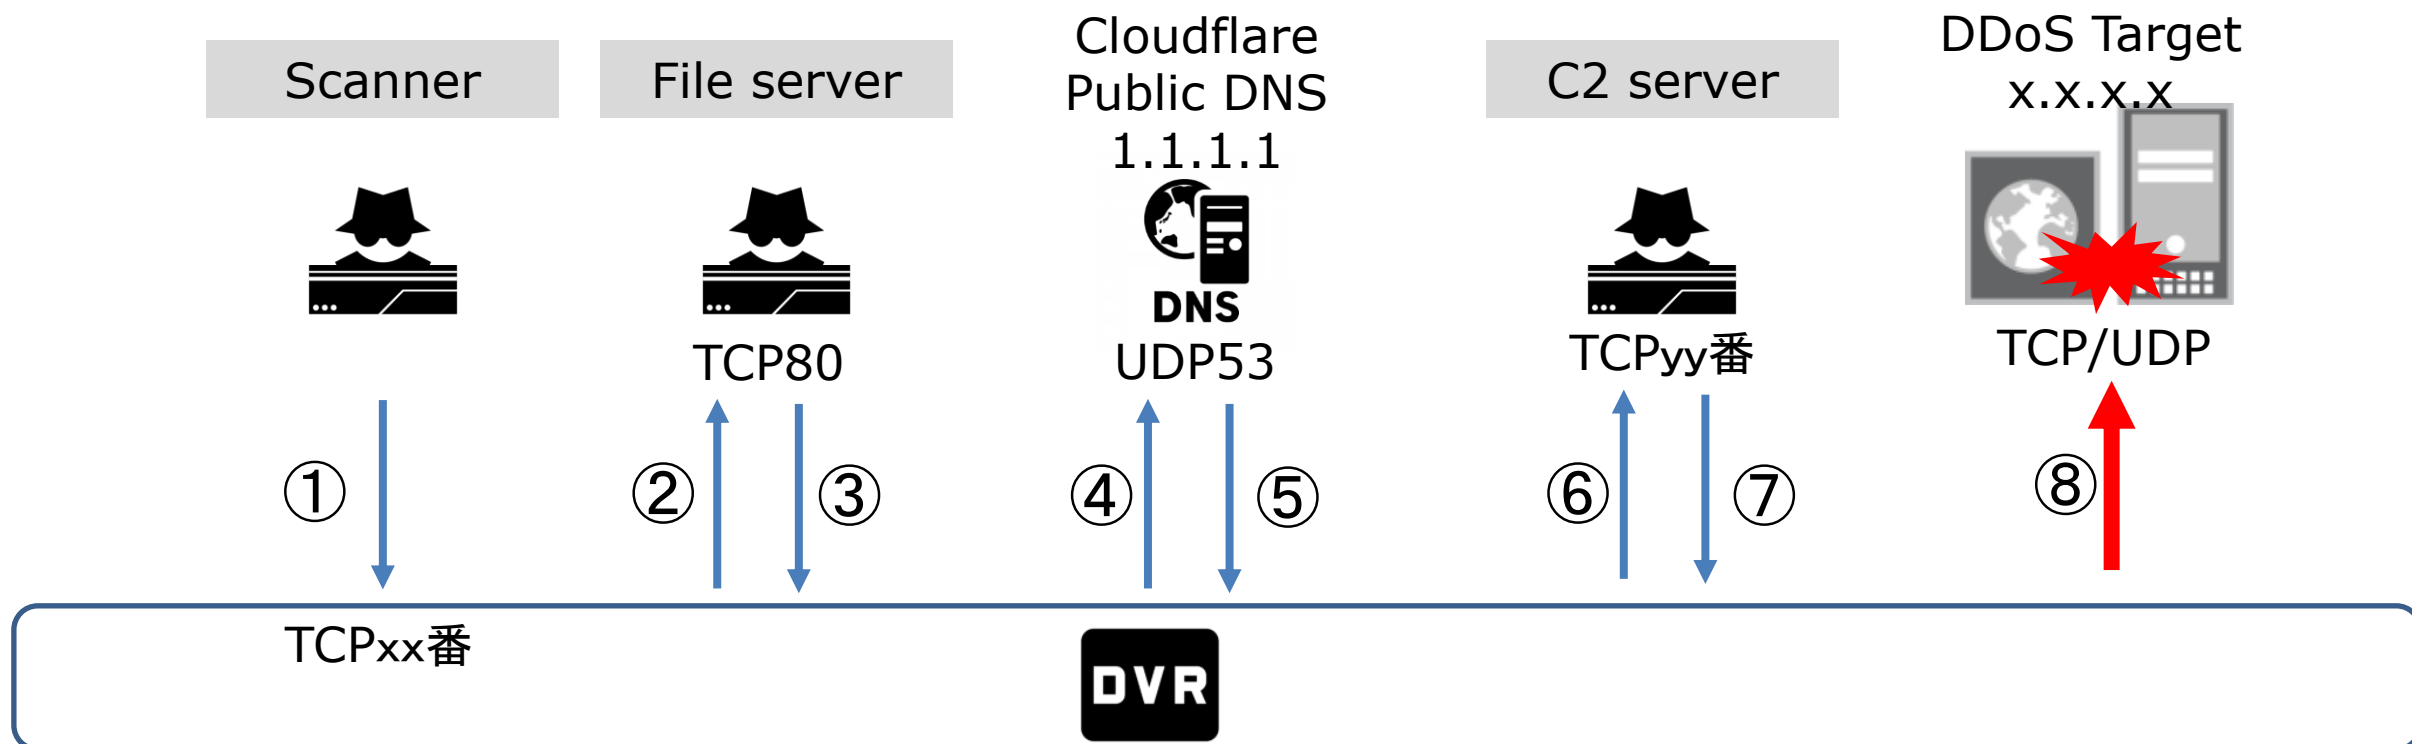 Scanner
File server
Cloudflare
Public DNS
1.1.1.1
C2 server
DDoS Target
x.x.x.x
DNS
TCP80
UDP53
TCPyy番
TCP/UDP
①
②
③
④
⑤
⑥
⑦
⑧
TCPxx番
DVR